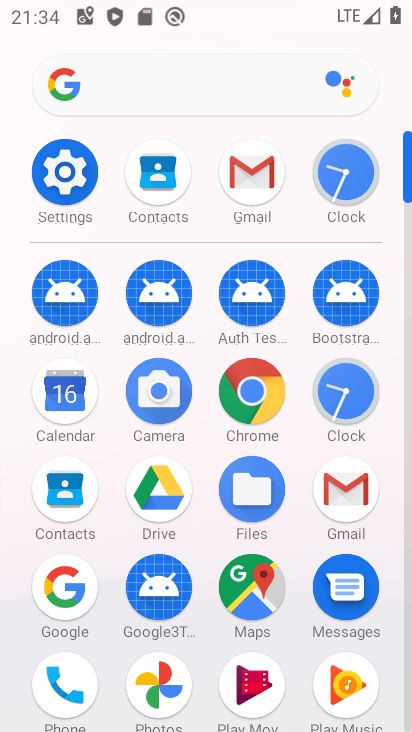 21:34 LTE
Settings Contacts Gmail Clock
android.a... android.a... Auth Tes... Bootstra...
16
Calendar Camera Chrome Clock
Contacts Drive Files Gmail
Google Google3T... Maps Messages
Phone Photos Play Mov... Play Music